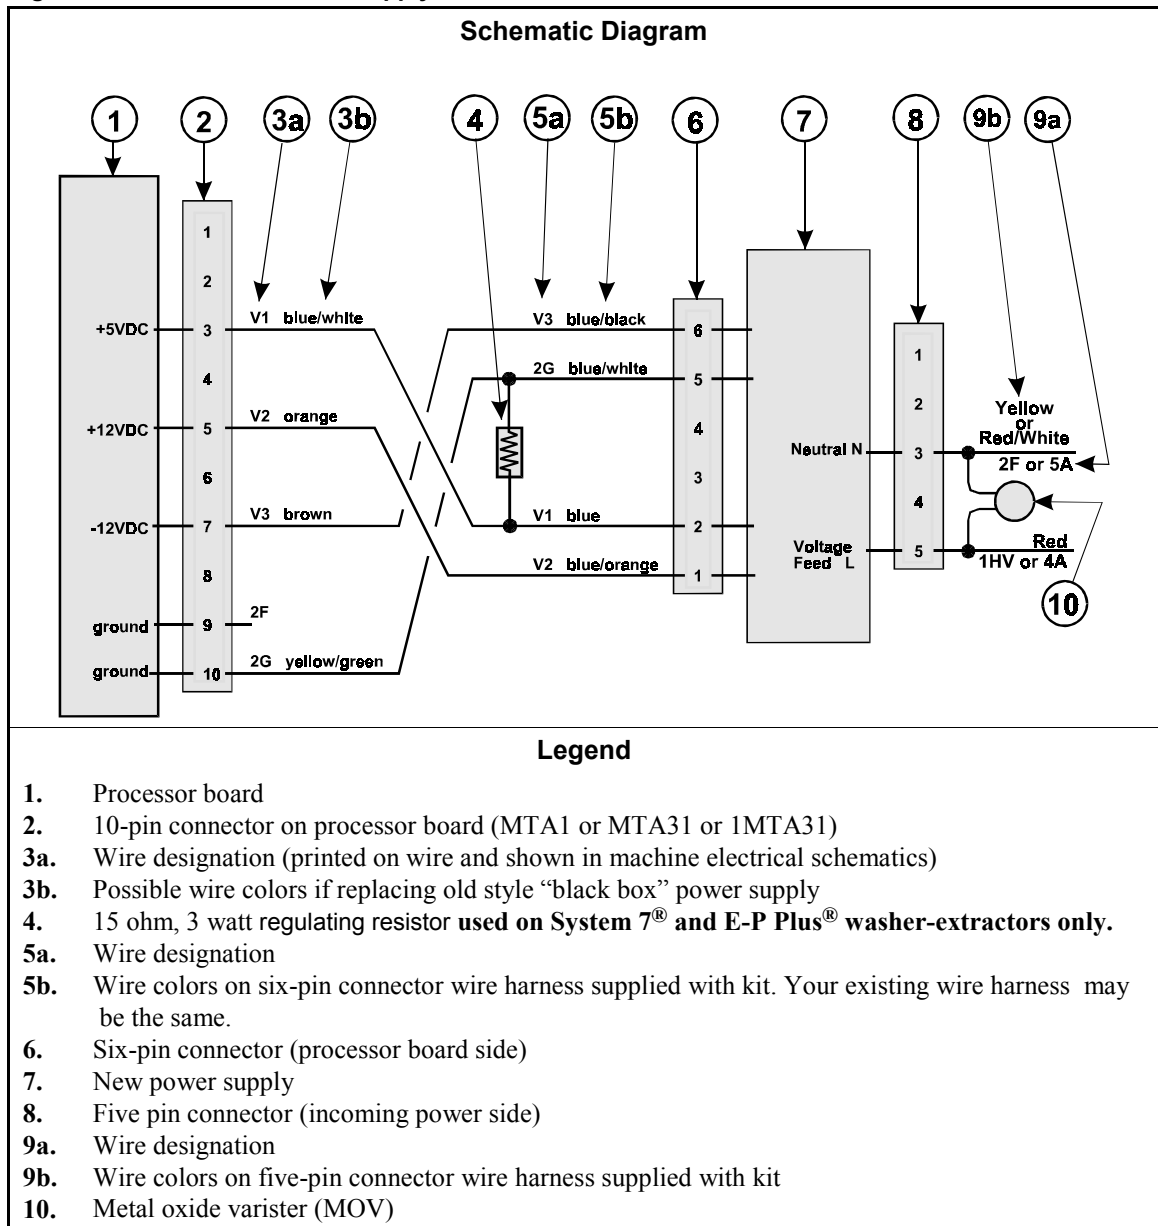 Schematic Diagram
1 2 3a 3b 4 5a 5b 6 7 8 9b 9a
1
2
+5VDC 3 V1 blue/white V3 blue/black 6
1
4 2G blue/white 5
2 Yellow
or
+12VDC 5 V2 orange 4
Red/White
Neutral N 3
2F or 5A
6 3
4
-12VDC 7 V3 brown V1 blue 2
Voltage
Feed L 5 Red
1HV or 4A
8 V2 blue/orange 1
10
ground 9 2F
ground 10 2G yellow/green
Legend
1. Processor board
2. 10-pin connector on processor board (MTA1 or MTA31 or 1MTA31)
3a. Wire designation (printed on wire and shown in machine electrical schematics)
3b. Possible wire colors if replacing old style “black box” power supply
4. 15 ohm, 3 watt regulating resistor used on System 7® and E-P Plus® washer-extractors only.
5a. Wire designation
5b. Wire colors on six-pin connector wire harness supplied with kit. Your existing wire harness may
be the same.
6. Six-pin connector (processor board side)
7. New power supply
8. Five pin connector (incoming power side)
9a. Wire designation
9b. Wire colors on five-pin connector wire harness supplied with kit
10. Metal oxide varister (MOV)